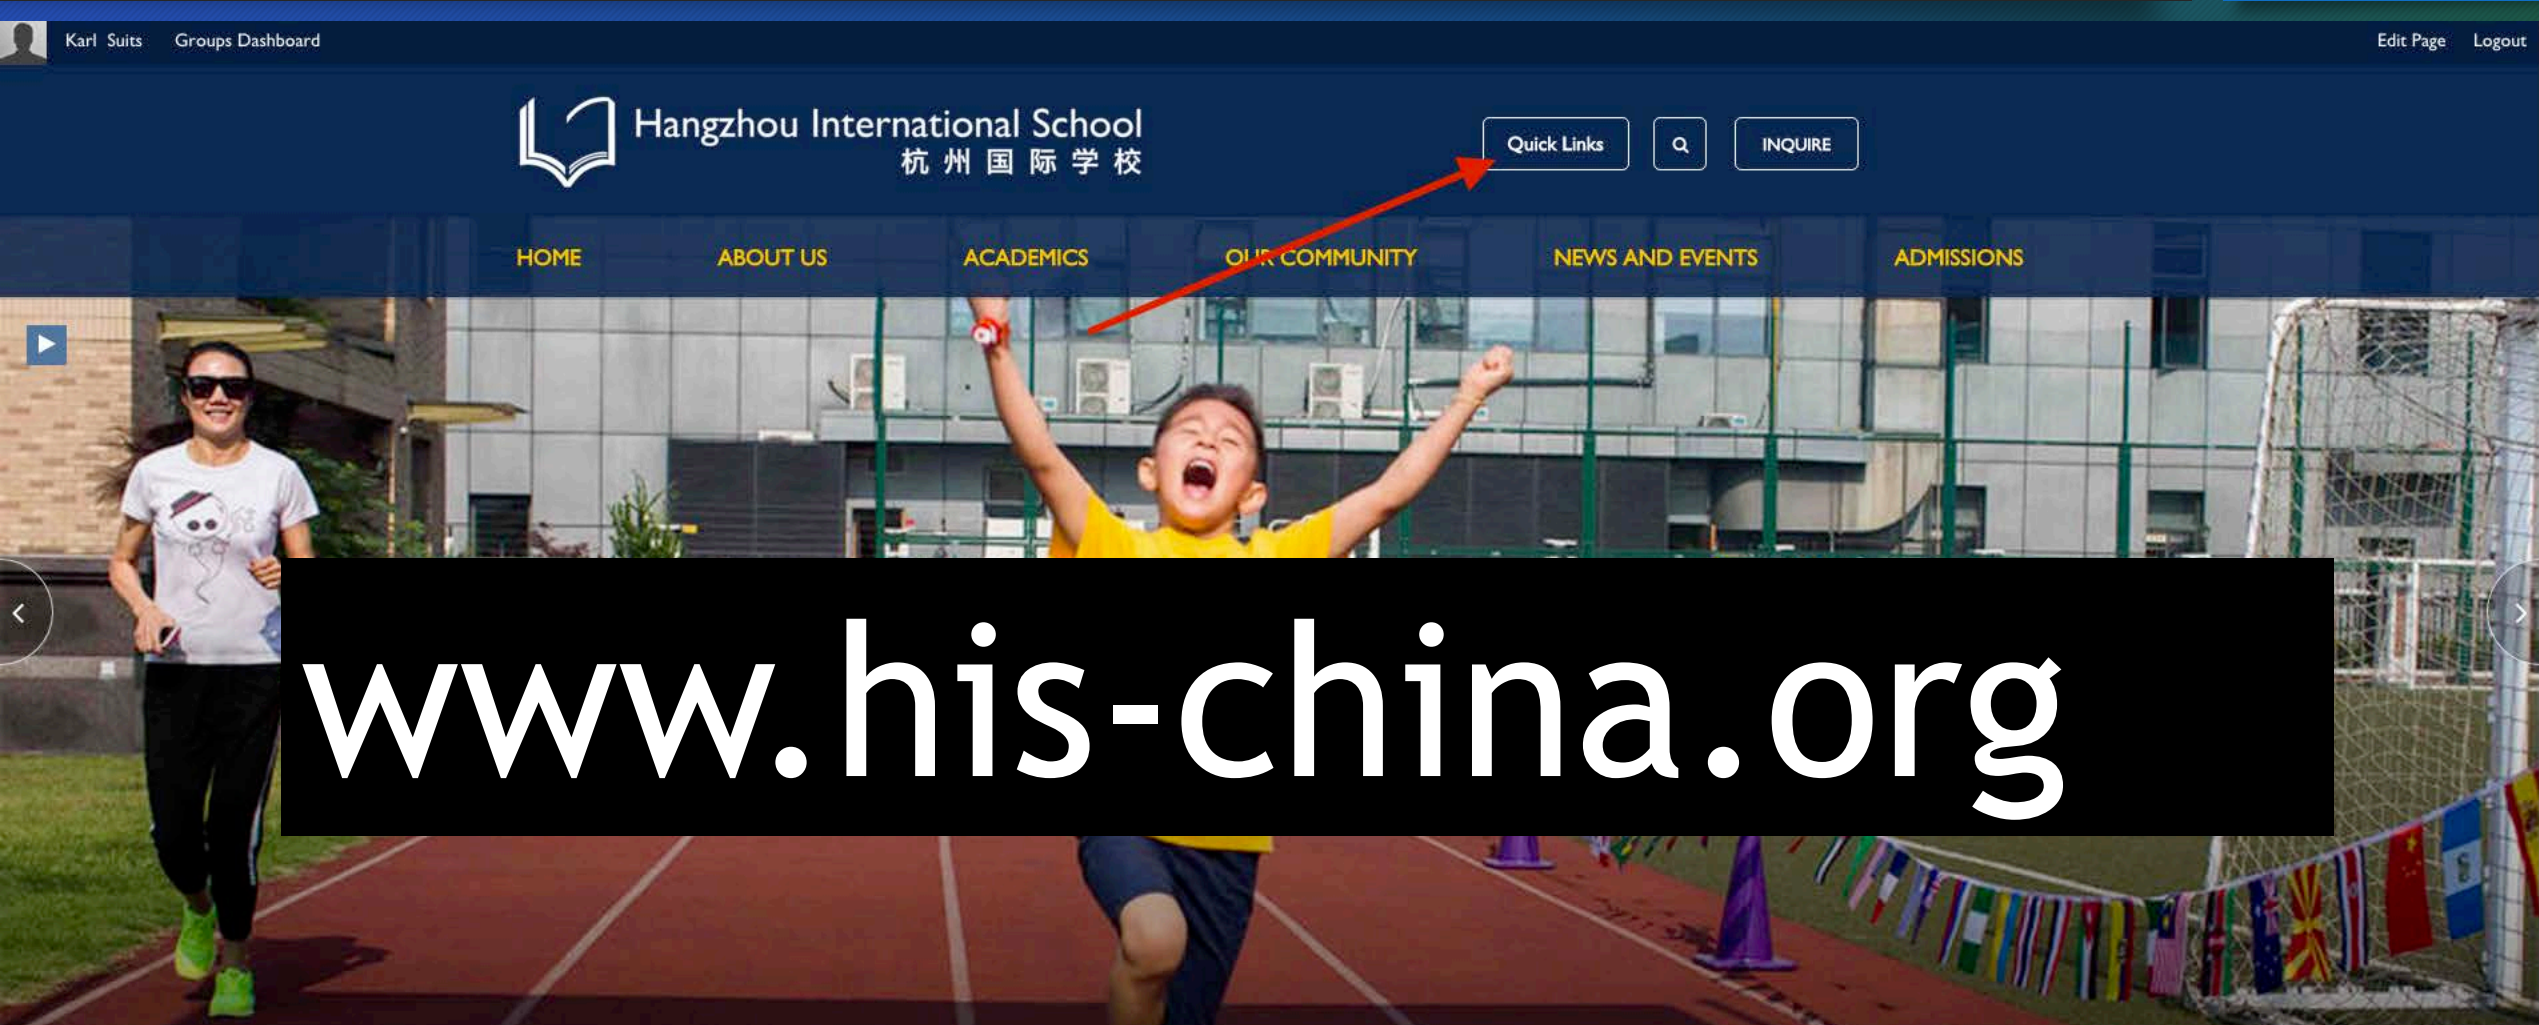 Karl Suits Groups Dashboard Edit Page Logout
Hangzhou International School
杭州国际学校
Quick Links INQUIRE
HOME ABOUT US ACADEMICS OUR COMMUNITY NEWS AND EVENTS ADMISSIONS
www.his-china.org